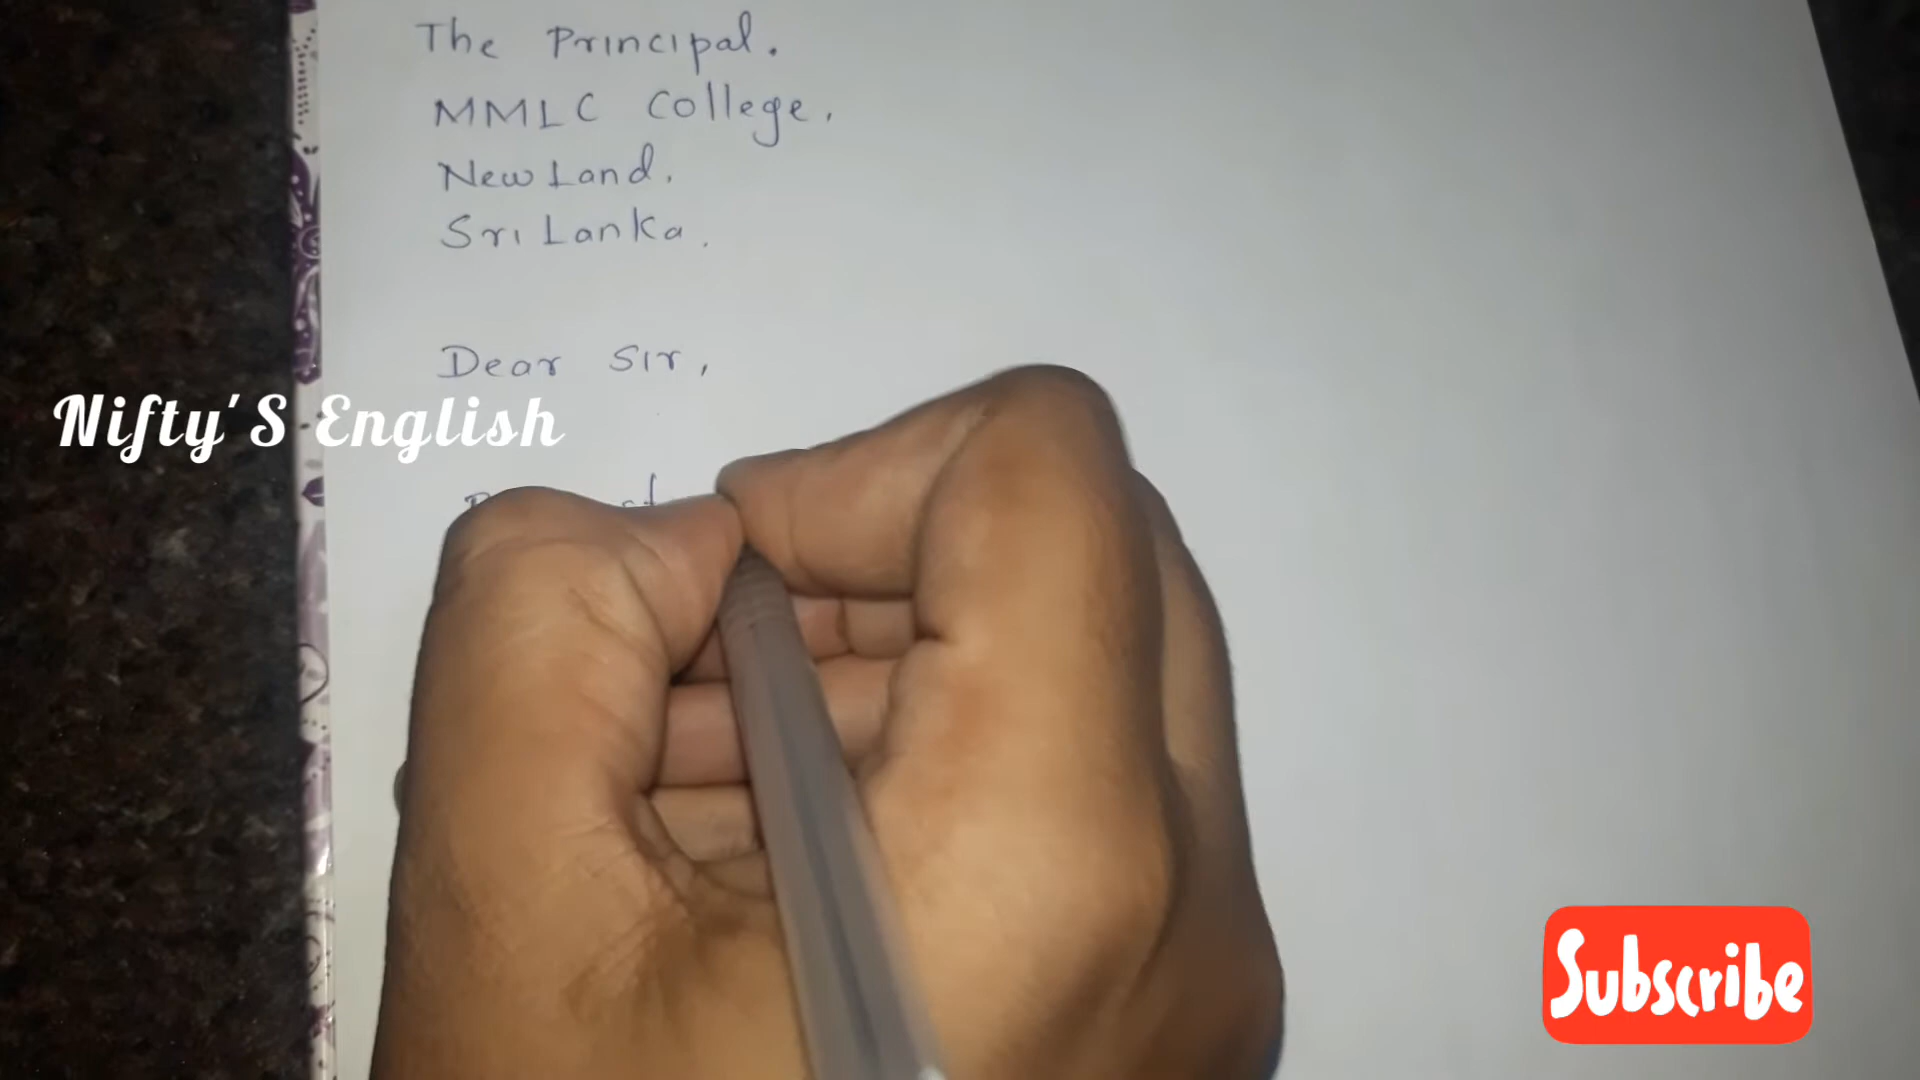 The Principal.
MMLC College,
New Land,
Sri Lanka.
Dear Sir,
Nifty'S English
Subscribe